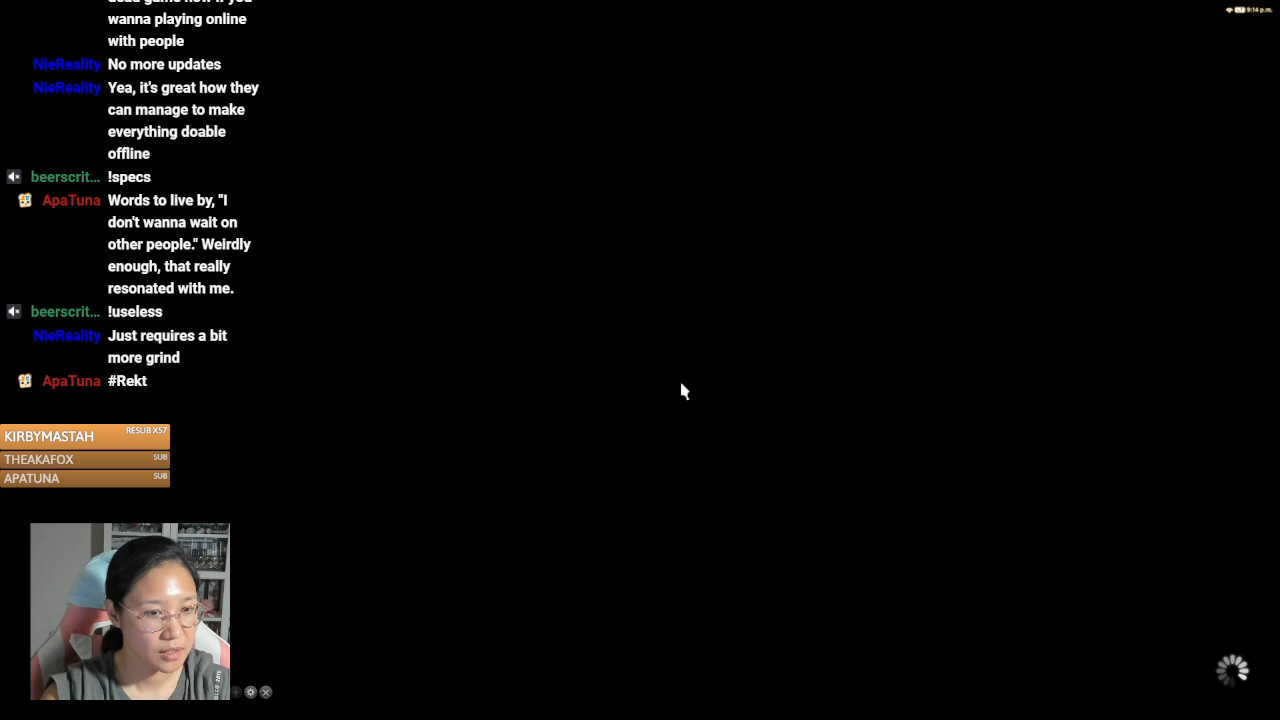 wanna playing online
with people
NieReality No more updates
NieReality Yea, it's great how they
can manage to make
everything doable
offline
beerscrit... !specs
ApaTuna Words to live by, "I
don't wanna wait on
other people." Weirdly
enough, that really
resonated with me.
beerscrit... !useless
NieReality Just requires a bit
more grind
ApaTuna #Rekt
KIRBYMASTAH RESUB X57
THEAKAFOX SUB
APATUNA SUB
9:14 p.m.